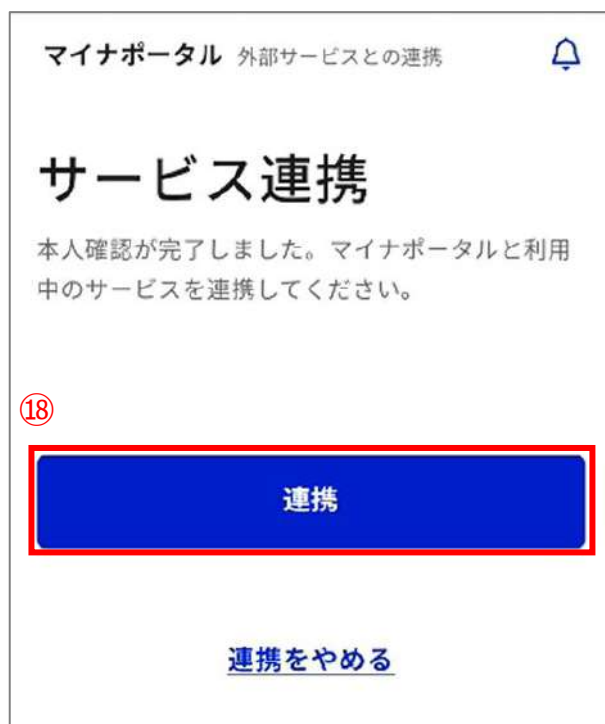 マイナポータル 外部サービスとの連携
サービス連携
本人確認が完了しました。マイナポータルと利用
中のサービスを連携してください。
⑱
連携
連携をやめる